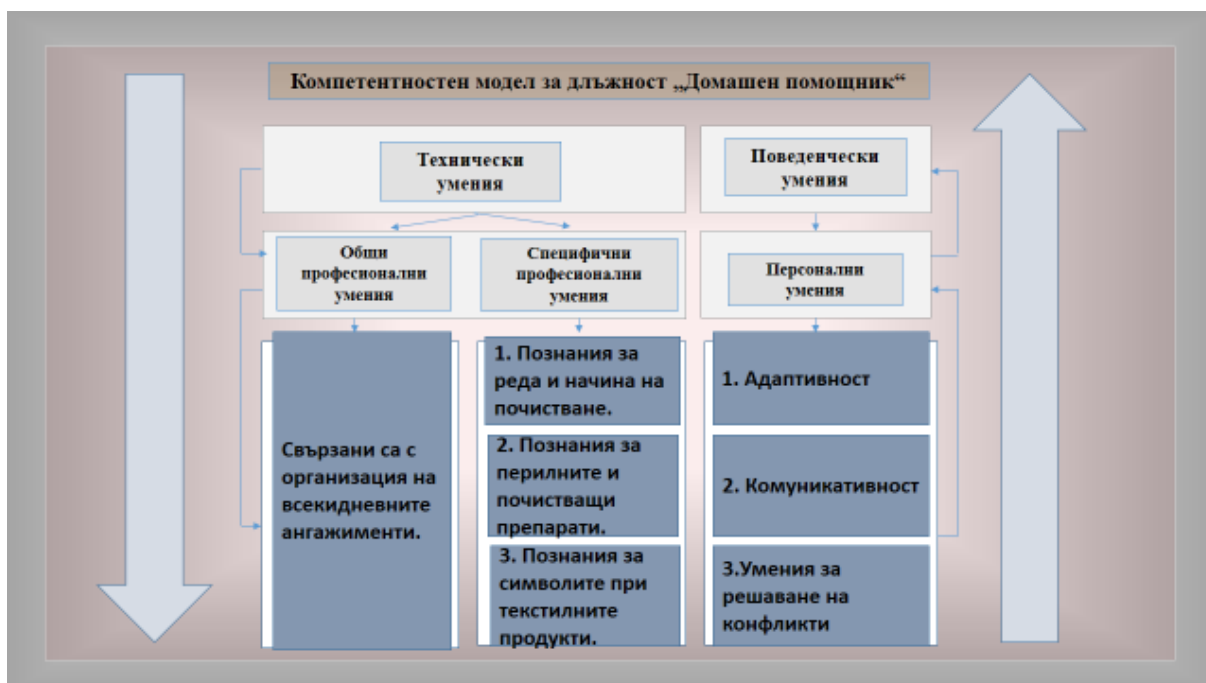 Компетентностен модел за длъжност „Домашен помощник“
Технически
умения
Поведенчески
умения
Общи
професионални
умения
Специфични
професионални
умения
Персонални
умения
Свързани са с
организация на
всекидневните
ангажименти.
1. Познания за
реда и начина на
почистване.
2. Познания за
перилните и
почистващи
препарати.
3. Познания за
символите при
текстилните
продукти.
1. Адаптивност
2. Комуникативност
3.Умения за
решаване на
конфликти